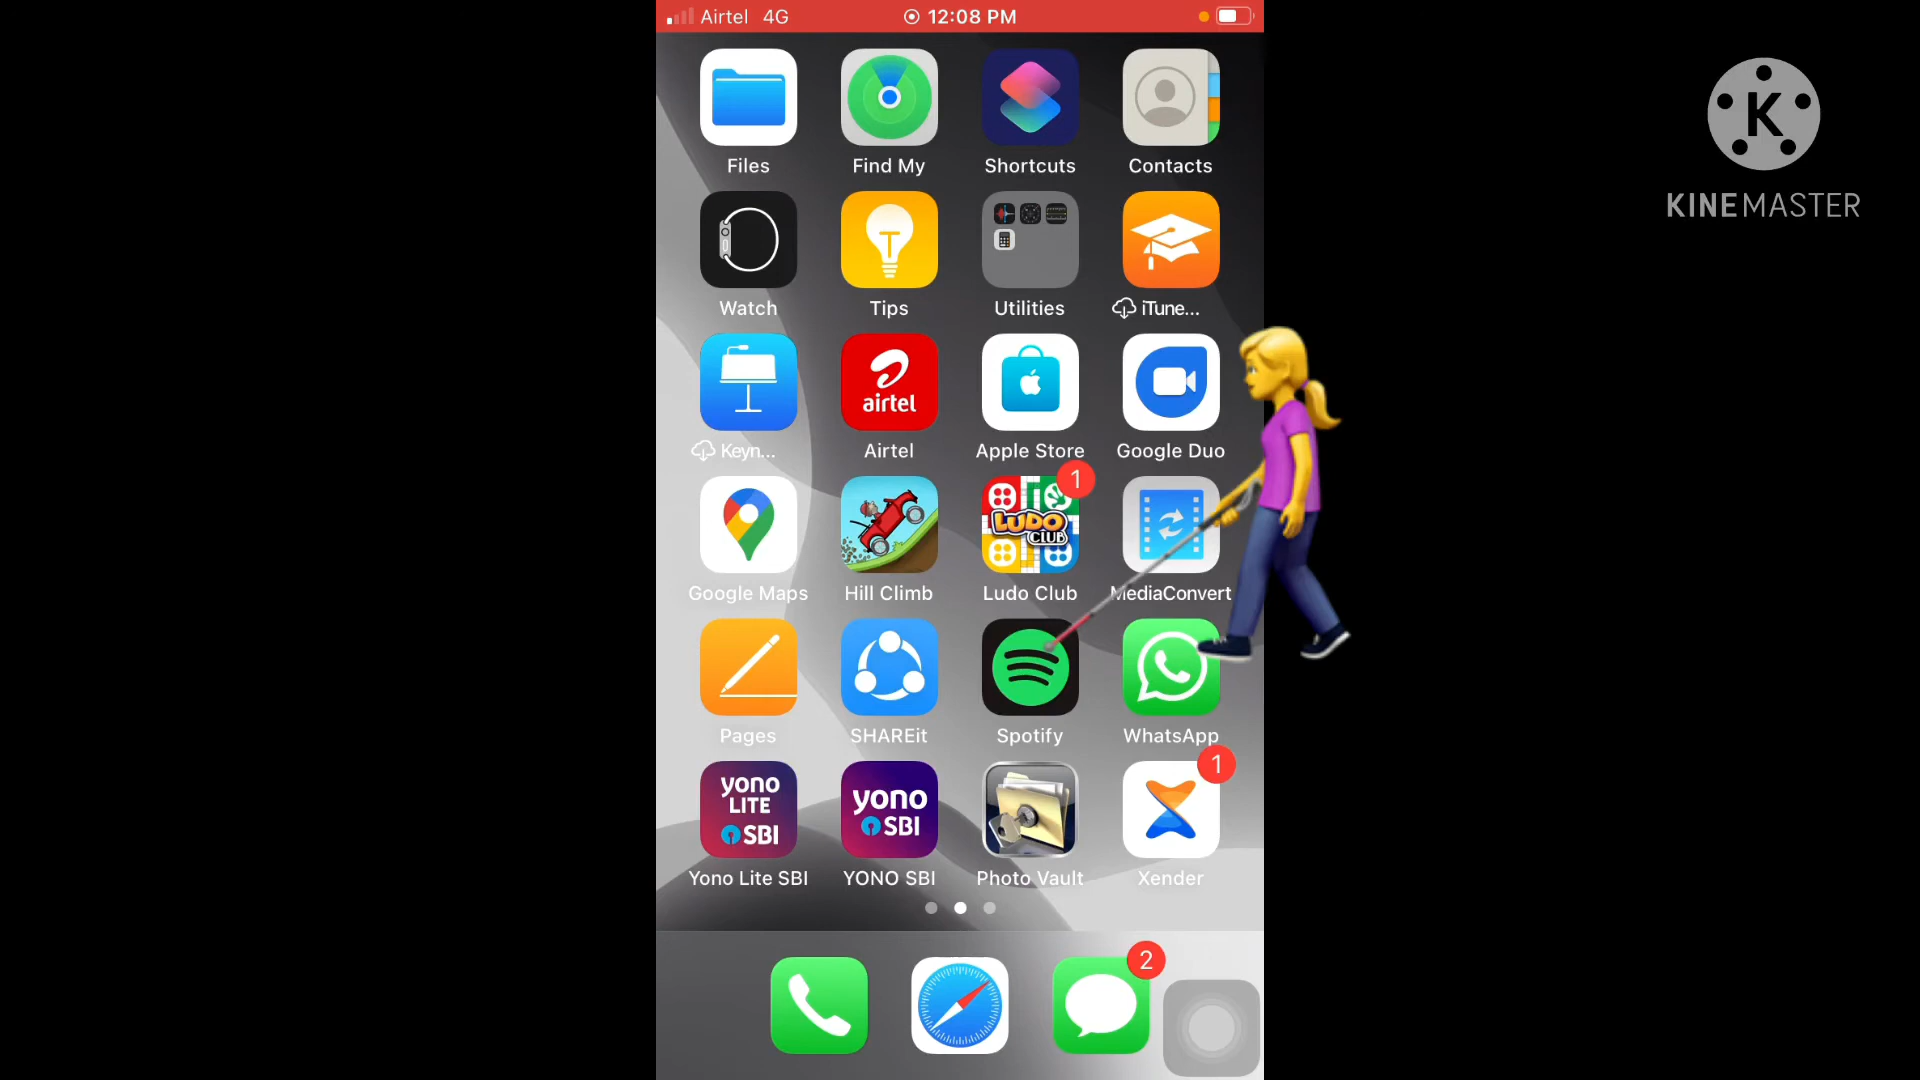 Airtel 4G 12:08 PM
K
KINEMASTER
Files Find My Shortcuts Contacts
Watch Tips Utilities iTune...
airtel
Keyn... Airtel Apple Store Google Duo
1
LUDO
CLUB
Google Maps Hill Climb Ludo Club MediaConvert
Pages SHAREit Spotify WhatsApp
1
yono
LITE
SBI
yono
SBI
Yono Lite SBI YONO SBI Photo Vault Xender
2